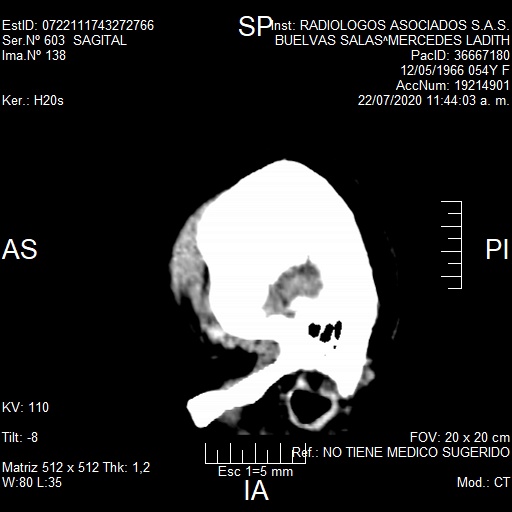 EstID: 0722111743272766
Ser.Nº 603 SAGITAL
Ima.Nº 138
Ker.: H20s
SP
Inst: RADIOLOGOS ASOCIADOS S.A.S.
BUELVAS SALAS^MERCEDES LADITH
PacID: 36667180
12/05/1966 054Y F
AccNum: 19214901
22/07/2020 11:44:03 a. m.
AS
PI
KV: 110
Tilt: -8
Matriz 512 x 512 Thk: 1,2
W:80 L:35
Esc 1=5 mm
IA
FOV: 20 x 20 cm
Réf.: NO TIENE MEDICO SUGERIDO
Mod.: CT